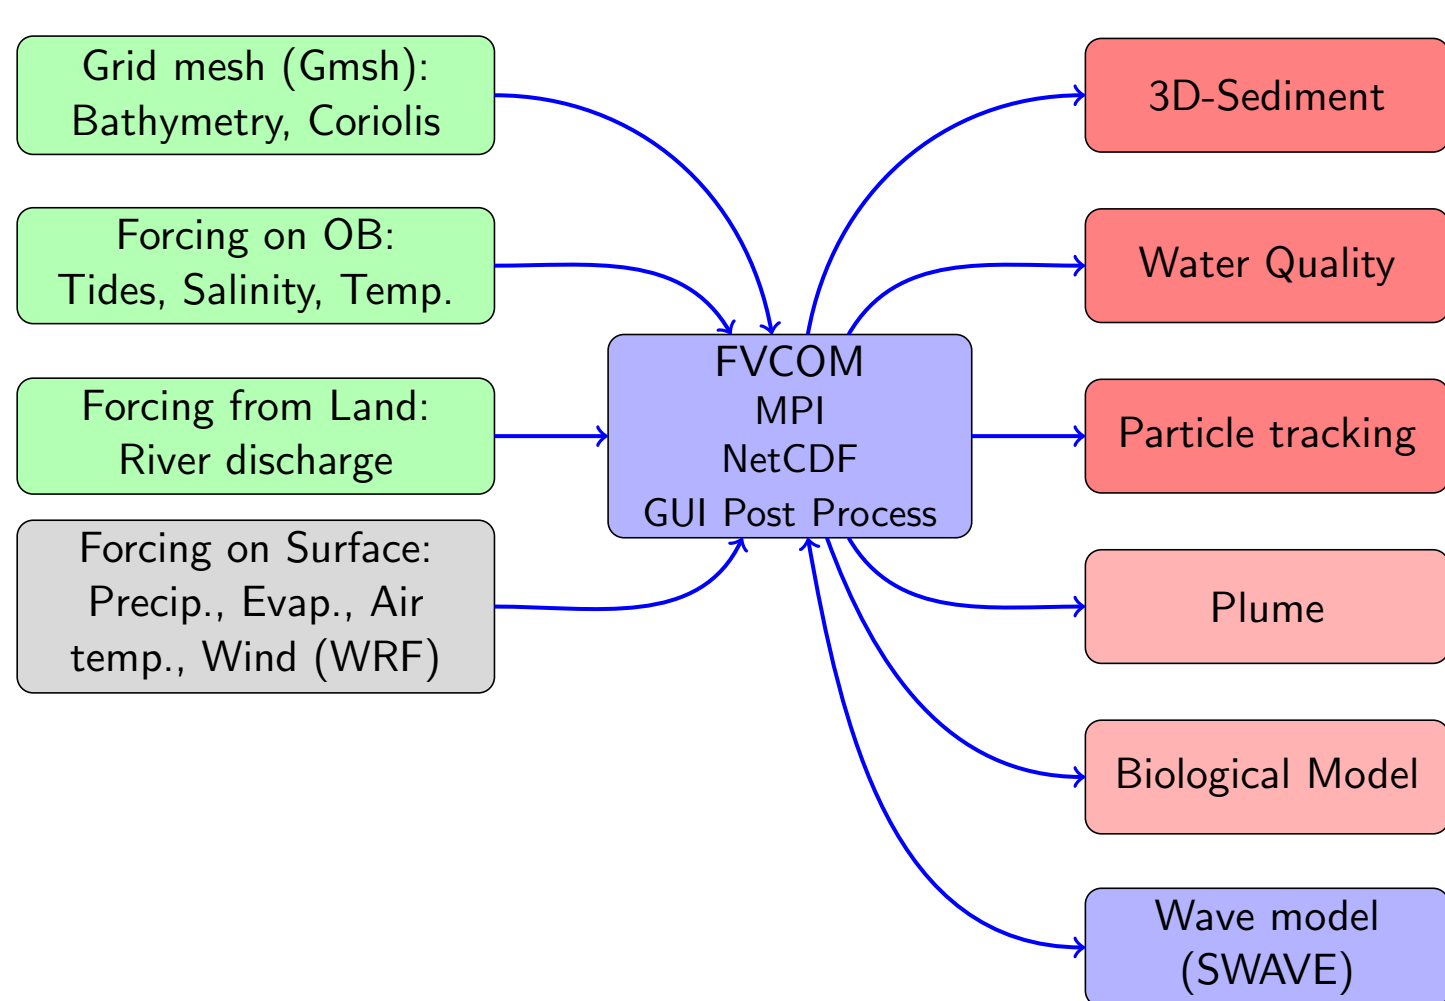 Grid mesh (Gmsh):
Bathymetry, Coriolis
Forcing on OB:
Tides, Salinity, Temp.
Forcing from Land:
River discharge
Forcing on Surface:
Precip., Evap., Air
temp., Wind (WRF)
FVCOM
MPI
NetCDF
GUI Post Process
3D-Sediment
Water Quality
Particle tracking
Plume
Biological Model
Wave model
(SWAVE)